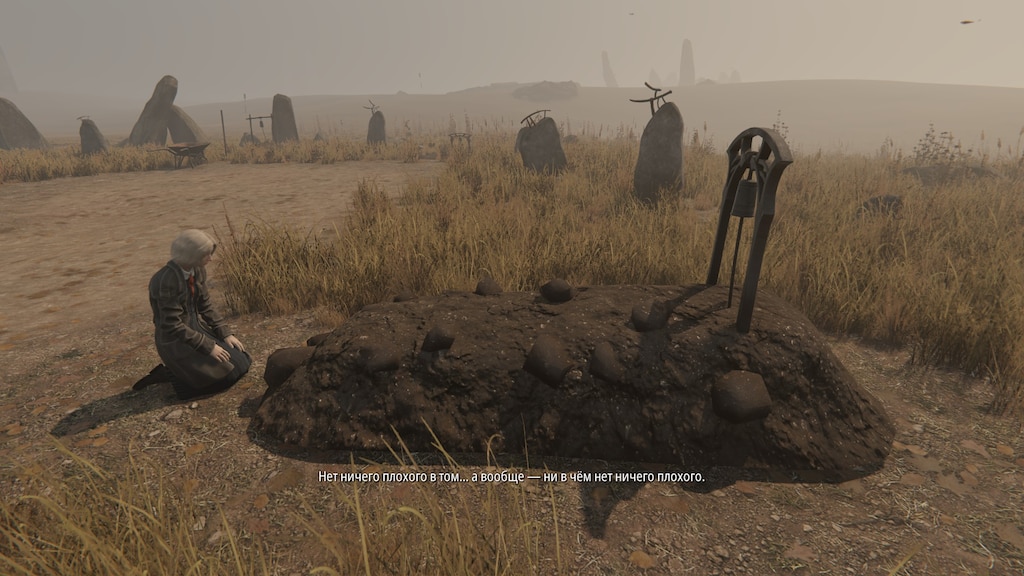 Нет ничего плохого в том... а вообще — ни в чём нет ничего плохого.